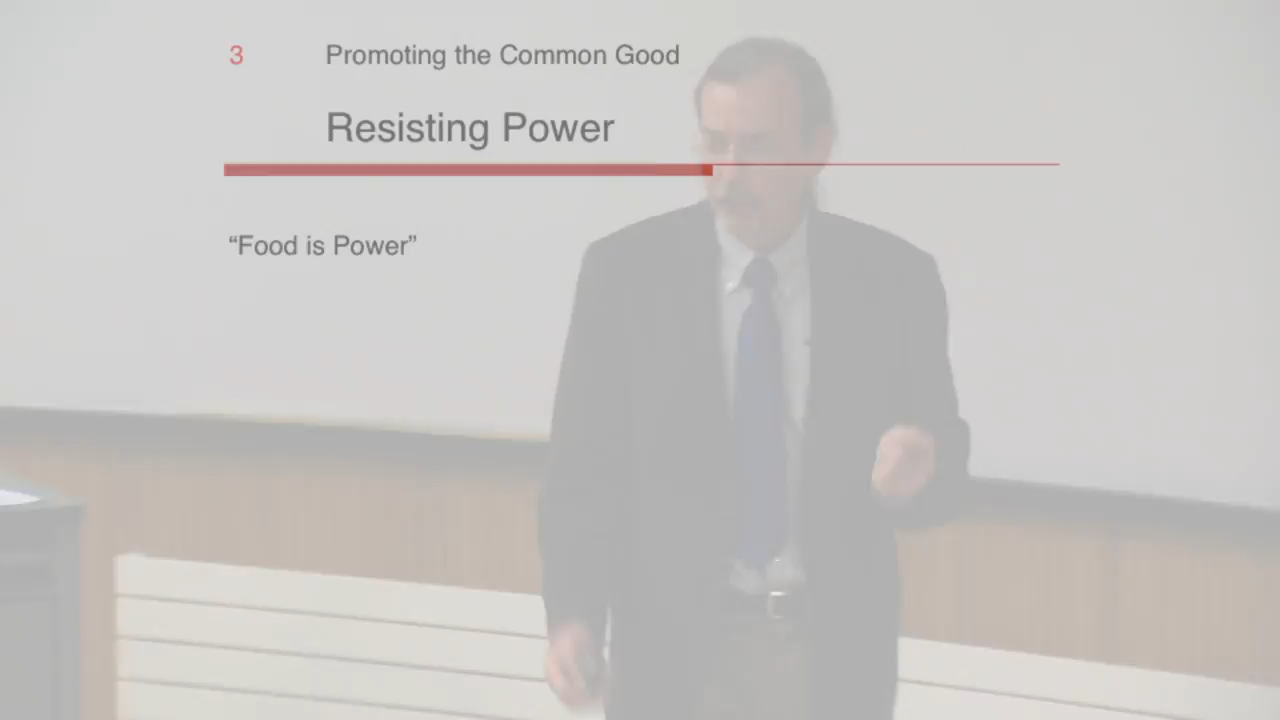 3
Promoting the Common Good
Resisting Power
“Food is Power”